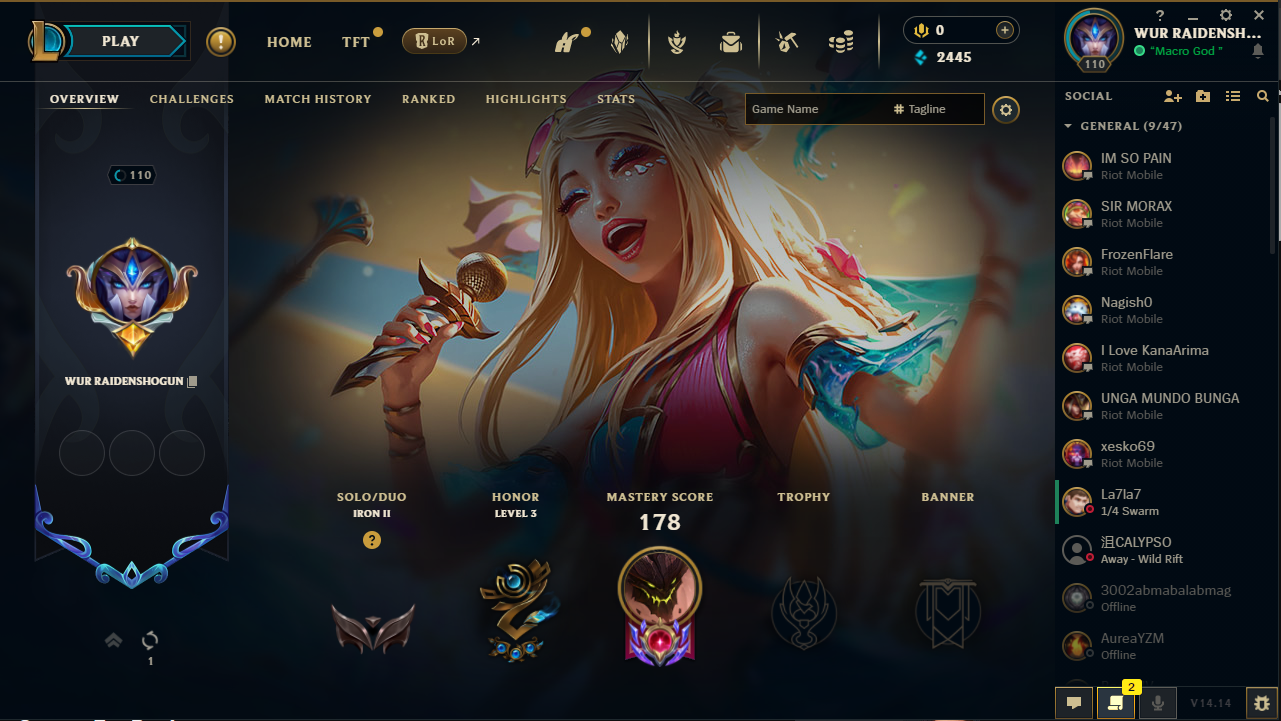 PLAY
HOME
TFT
LoR
0
2445
WUR RAIDENSH...
"Macro God "
110
OVERVIEW
CHALLENGES
MATCH HISTORY
RANKED
HIGHLIGHTS
STATS
Game Name
# Tagline
110
WUR RAIDENSHOGUN
1
SOLO/DUO
IRON II
?
HONOR
LEVEL 3
MASTERY SCORE
178
TROPHY
BANNER
SOCIAL
GENERAL (9/47)
IM SO PAIN
Riot Mobile
SIR MORAX
Riot Mobile
FrozenFlare
Riot Mobile
Nagish0
Riot Mobile
I Love KanaArima
Riot Mobile
UNGA MUNDO BUNGA
Riot Mobile
xesko69
Riot Mobile
La7la7
1/4 Swarm
泪CALYPSO
Away - Wild Rift
3002abmabalabmag
Offline
AureaYZM
Offline
2
V14.14